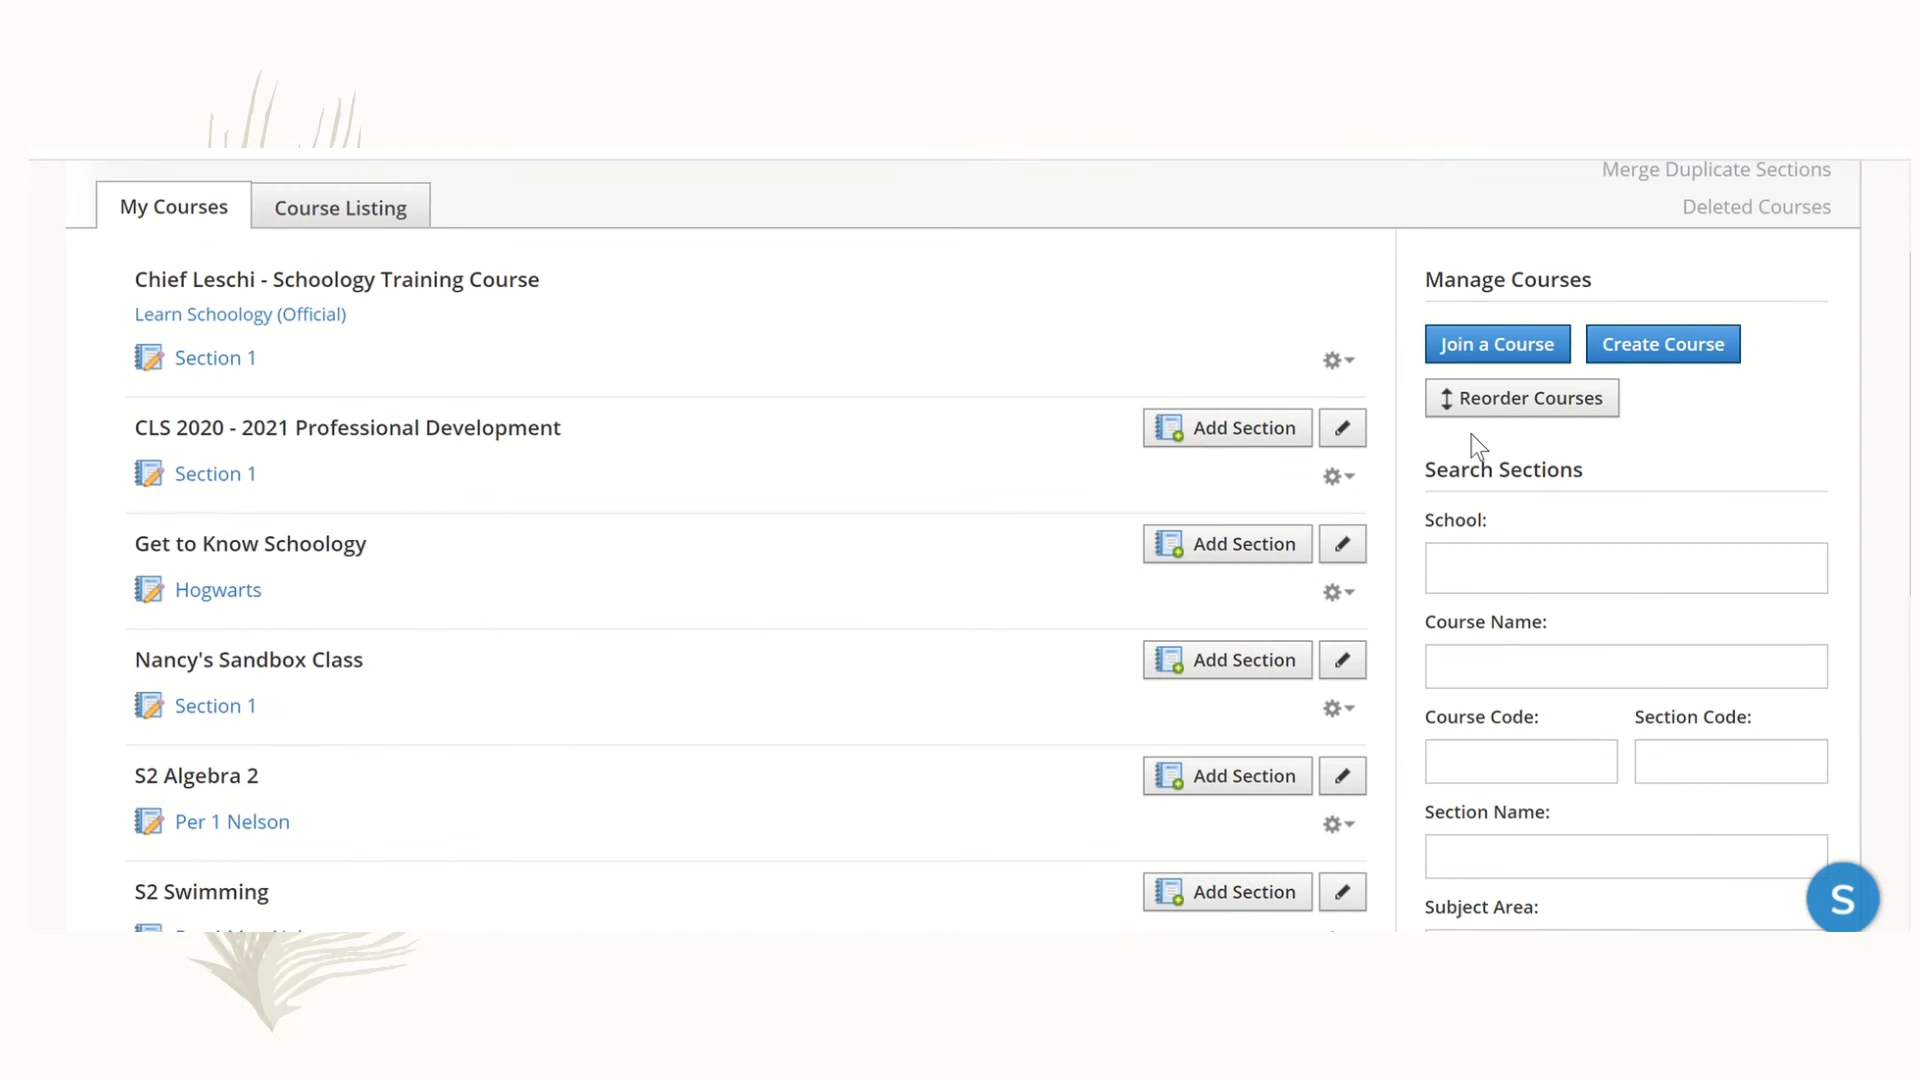 Merge Duplicate Sections
My Courses
Course Listing
Deleted Courses
Chief Leschi - Schoology Training Course
Learn Schoology (Official)
Section 1
CLS 2020 - 2021 Professional Development
Add Section
Section 1
Get to Know Schoology
Add Section
Hogwarts
Nancy's Sandbox Class
Add Section
Section 1
S2 Algebra 2
Add Section
Per 1 Nelson
S2 Swimming
Add Section
Manage Courses
Join a Course
Create Course
Reorder Courses
Search Sections
School:
Course Name:
Course Code:
Section Code:
Section Name:
Subject Area:
S